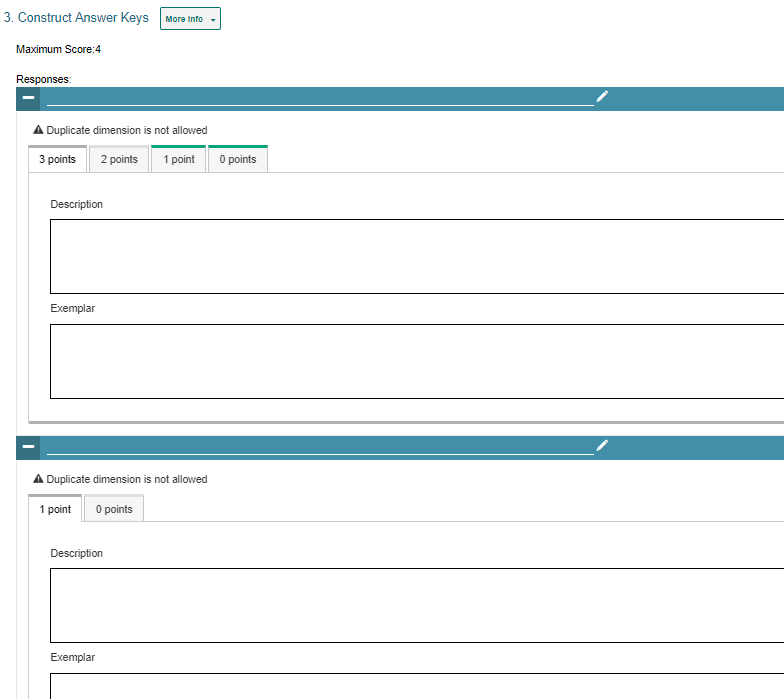 3. Construct Answer Keys More Info
Maximum Score:4
Responses:
Duplicate dimension is not allowed
3 points 2 points 1 point 0 points
Description
Exemplar
Duplicate dimension is not allowed
1 point 0 points
Description
Exemplar